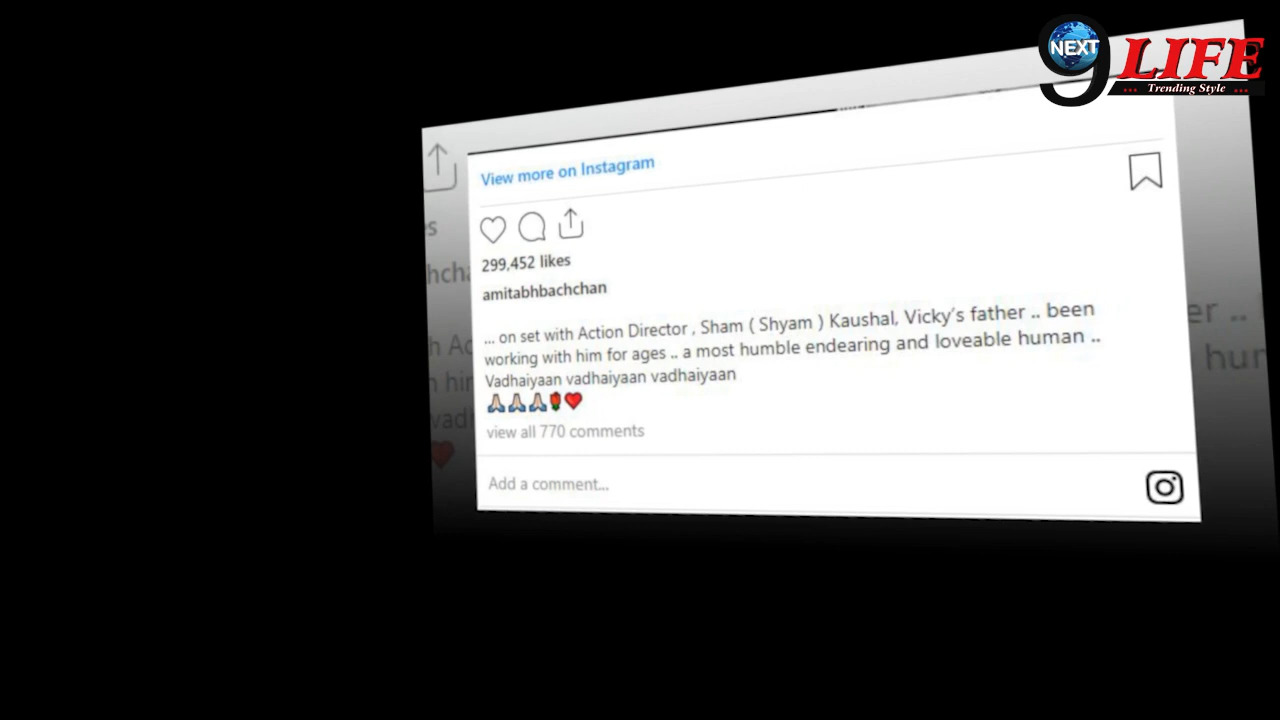 NEXT
9 LIFE
... Trending Style ...
View more on Instagram
299,452 likes
amitabhbachchan
... on set with Action Director , Sham ( Shyam ) Kaushal, Vicky's father .. been
working with him for ages .. a most humble endearing and loveable human ..
Vadhaiyaan vadhaiyaan vadhaiyaan
🙏🏻🙏🏻🙏🏻🌹❤️
view all 770 comments
Add a comment...